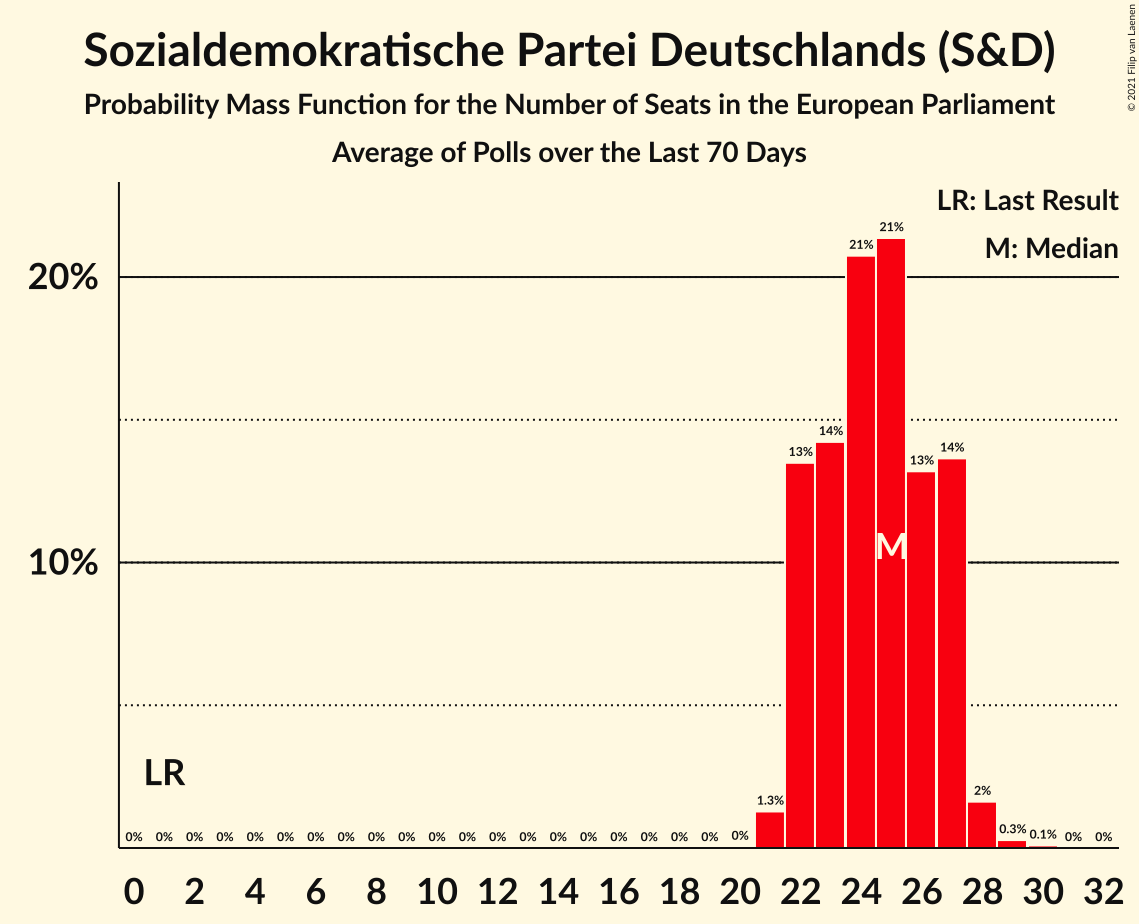 Sozialdemokratische Partei Deutschlands (S&D)
Probability Mass Function for the Number of Seats in the European Parliament
Average of Polls over the Last 70 Days
© 2021 Filip van Laenen
LR: Last Result
M: Median
20%
10%
21%
21%
14%
13%
13%
14%
M
LR
0% 0% 0% 0% 0% 0% 0% 0% 0% 0% 0% 0% 0% 0% 0% 0% 0% 0% 0% 0% 0% 1.3% 2% 0.3% 0.1% 0% 0%
0 2 4 6 8 10 12 14 16 18 20 22 24 26 28 30 32